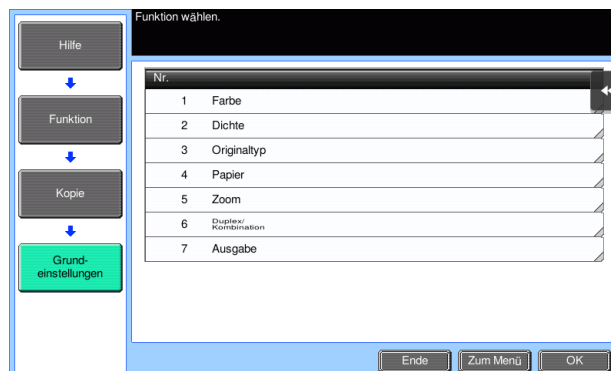 Funktion wählen.
Hilfe
Funktion
Kopie
Grund-
einstellungen
Nr.
1 Farbe
2 Dichte
3 Originaltyp
4 Papier
5 Zoom
6 Duplex/
Kombination
7 Ausgabe
Ende Zum Menü OK